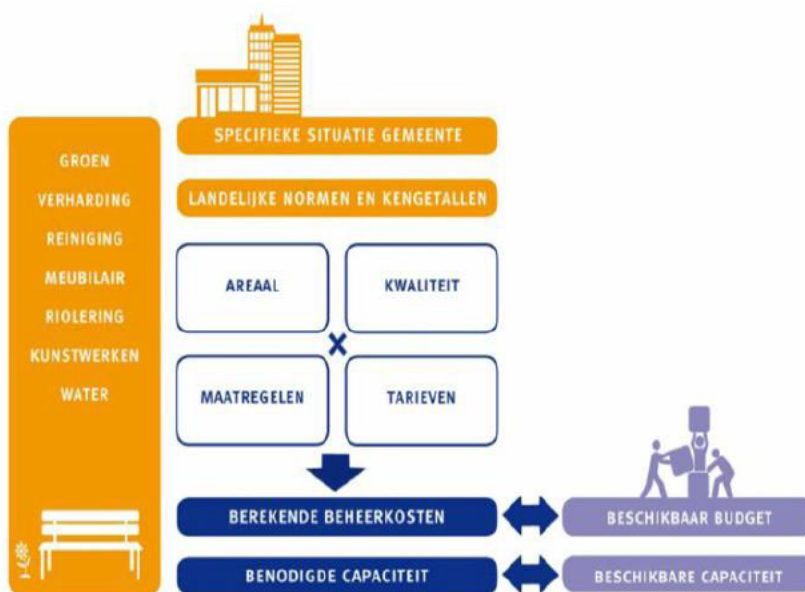 GROEN
VERHARDING
REINIGING
MEUBILAIR
RIOLERING
KUNSTWERKEN
WATER
SPECIFIEKE SITUATIE GEMEENTE
LANDELIJKE NORMEN EN KENGETALLEN
AREAAL
KWALITEIT
X
MAATREGELEN
TARIEVEN
BEREKENDE BEHEERKOSTEN
BESCHIKBAAR BUDGET
BENODIGDE CAPACITEIT
BESCHIKBARE CAPACITEIT